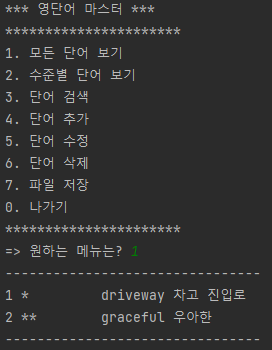 *** 영단어 마스터 ***
**********************
1. 모든 단어 보기
2. 수준별 단어 보기
3. 단어 검색
4. 단어 추가
5. 단어 수정
6. 단어 삭제
7. 파일 저장
0. 나가기
**********************
=> 원하는 메뉴는? 1
--------------------------------
1 *         driveway 차고 진입로
2 **        graceful 우아한
--------------------------------